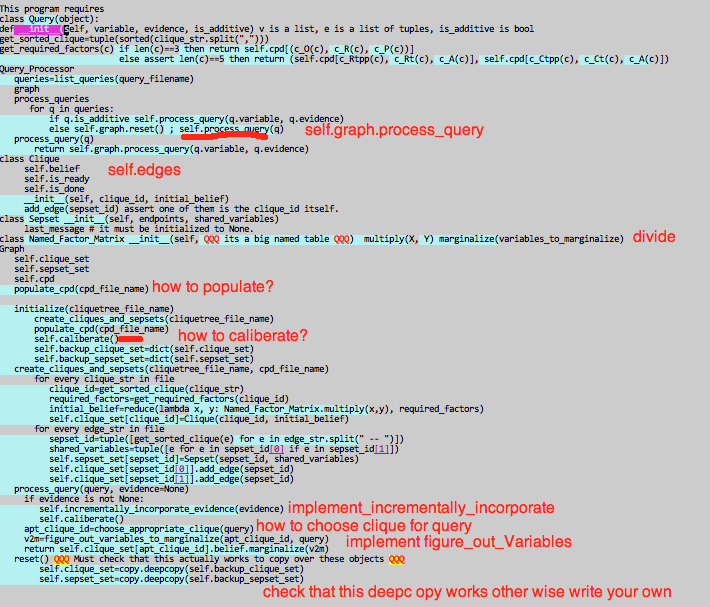 This program requires
class Query(object):
def __init__(self, variable, evidence, is_additive) v is a list, e is a list of tuples, is_additive is bool
get_sorted_clique=tuple(sorted(clique_str.split(",")))
get_required_factors(c) if len(c)==3 then return self.cpd[(c_O(c), c_R(c), c_P(c))]
else assert len(c)==5 then return (self.cpd[c_Rtpp(c), c_Rt(c), c_A(c)], self.cpd[c_Ctpp(c), c_Ct(c), c_A(c)])
Query_Processor
queries=list_queries(query_filename)
graph
process_queries
for q in queries:
if q.is_additive self.process_query(q.variable, q.evidence)
else self.graph.reset() ; self.process_query(q) self.graph.process_query
process_query(q)
return self.graph.process_query(q.variable, q.evidence)
class Clique
self.belief self.edges
self.is_ready
self.is_done
__init__(self, clique_id, initial_belief)
add_edge(sepset_id) assert one of them is the clique_id itself.
class Sepset __init__(self, endpoints, shared_variables)
last_message # it must be initialized to None.
class Named_Factor_Matrix __init__(self, QQQ its a big named table QQQ) multiply(X, Y) marginalize(variables_to_marginalize) divide
Graph
self.clique_set
self.sepset_set
self.cpd
populate_cpd(cpd_file_name) how to populate?
initialize(cliquetree_file_name)
create_cliques_and_sepsets(cliquetree_file_name)
populate_cpd(cpd_file_name)
self.caliberate() how to caliberate?
self.backup_clique_set=dict(self.clique_set)
self.backup_sepset_set=dict(self.sepset_set)
create_cliques_and_sepsets(cliquetree_file_name, cpd_file_name)
for every clique_str in file
clique_id=get_sorted_clique(clique_str)
required_factors=get_required_factors(clique_id)
initial_belief=reduce(lambda x, y: Named_Factor_Matrix.multiply(x,y), required_factors)
self.clique_set[clique_id]=Clique(clique_id, initial_belief)
for every edge_str in file
sepset_id=tuple([get_sorted_clique(e) for e in edge_str.split(" -- ")])
shared_variables=tuple([e for e in sepset_id[0] if e in sepset_id[1]])
self.sepset_set[sepset_id]=Sepset(sepset_id, shared_variables)
self.clique_set[sepset_id[0]].add_edge(sepset_id)
self.clique_set[sepset_id[1]].add_edge(sepset_id)
process_query(query, evidence=None)
if evidence is not None:
self.incrementally_incorporate_evidence(evidence) implement_incrementally_incorporate
self.caliberate()
apt_clique_id=choose_appropriate_clique(query) how to choose clique for query
v2m=figure_out_variables_to_marginalize(apt_clique_id, query)
return self.clique_set[apt_clique_id].belief.marginalize(v2m) implement figure_out_Variables
reset() QQQ Must check that this actually works to copy over these objects QQQ
self.clique_set=copy.deepcopy(self.backup_clique_set)
self.sepset_set=copy.deepcopy(self.backup_sepset_set)
check that this deepc opy works other wise write your own